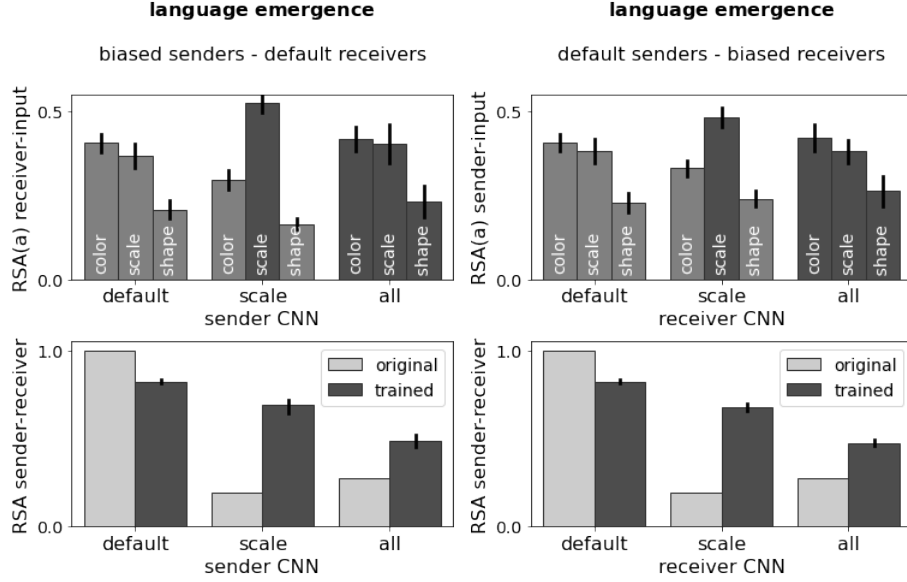 language emergence
biased senders - default receivers
RSA(a) receiver-input
0.5
0.0
color
scale
shape
color
scale
shape
color
scale
shape
default
scale
all
sender CNN
language emergence
default senders - biased receivers
RSA(a) sender-input
0.5
0.0
color
scale
shape
color
scale
shape
color
scale
shape
default
scale
all
receiver CNN
RSA sender-receiver
1.0
0.0
original
trained
default
scale
all
sender CNN
RSA sender-receiver
1.0
0.0
original
trained
default
scale
all
receiver CNN